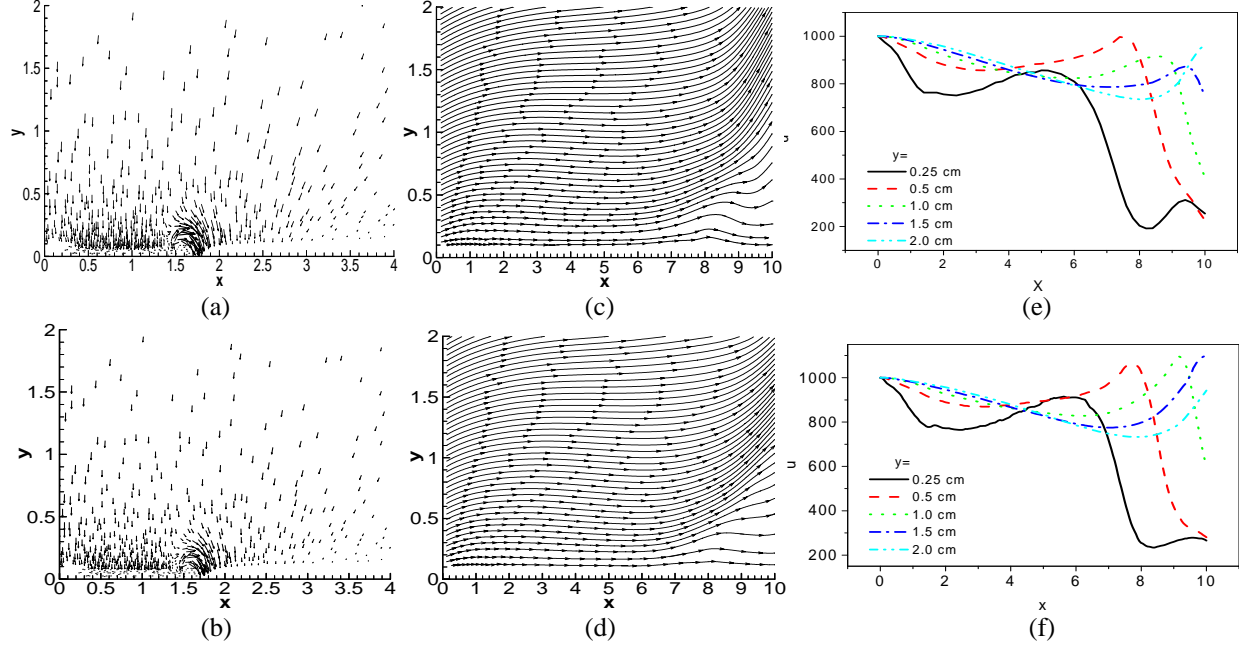 2
1.5
y
1
0.5
0
0.5 1 1.5 2 2.5 3 3.5 4
x
(a)
2
1.5
y
1
0.5
0
0 1 2 3 4 5 6 7 8 9 10
x
(c)
1000
800
600
400
200
0 2 4 6 8 10
y=
0.25 cm
0.5 cm
1.0 cm
1.5 cm
2.0 cm
X
(e)
2
1.5
y
1
0.5
0
0 0.5 1 1.5 2 2.5 3 3.5 4
x
(b)
2
1.5
y
1
0.5
0
0 1 2 3 4 5 6 7 8 9 10
x
(d)
u
1000
800
600
400
200
0 2 4 6 8 10
y=
0.25 cm
0.5 cm
1.0 cm
1.5 cm
2.0 cm
x
(f)